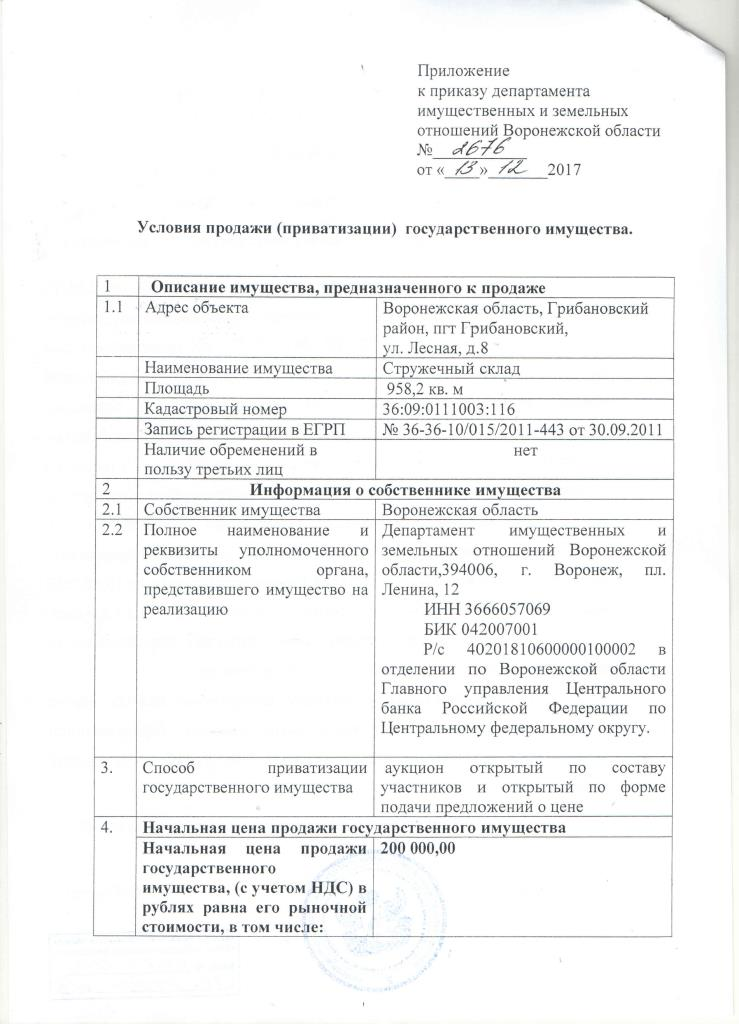 Приложение
к приказу департамента
имущественных и земельных
отношений Воронежской области
№ 2676
от « 13 » 12 2017
Условия продажи (приватизации) государственного имущества.
1 Описание имущества, предназначенного к продаже
1.1 Адрес объекта Воронежская область, Грибановский
район, пгт Грибановский,
ул. Лесная, д.8
Наименование имущества Стружечный склад
Площадь 958,2 кв. м
Кадастровый номер 36:09:0111003:116
Запись регистрации в ЕГРП № 36-36-10/015/2011-443 от 30.09.2011
Наличие обременений в нет
пользу третьих лиц
2 Информация о собственнике имущества
2.1 Собственник имущества Воронежская область
2.2 Полное наименование и Департамент имущественных и
реквизиты уполномоченного земельных отношений Воронежской
собственником органа, области,394006, г. Воронеж, пл.
представившего имущество на Ленина, 12
реализацию ИНН 3666057069
БИК 042007001
Р/с 40201810600000100002 в
отделении по Воронежской области
Главного управления Центрального
банка Российской Федерации по
Центральному федеральному округу.
3. Способ приватизации аукцион открытый по составу
государственного имущества участников и открытый по форме
подачи предложений о цене
4. Начальная цена продажи государственного имущества
Начальная цена продажи 200 000,00
государственного
имущества, (с учетом НДС) в
рублях равна его рыночной
стоимости, в том числе: